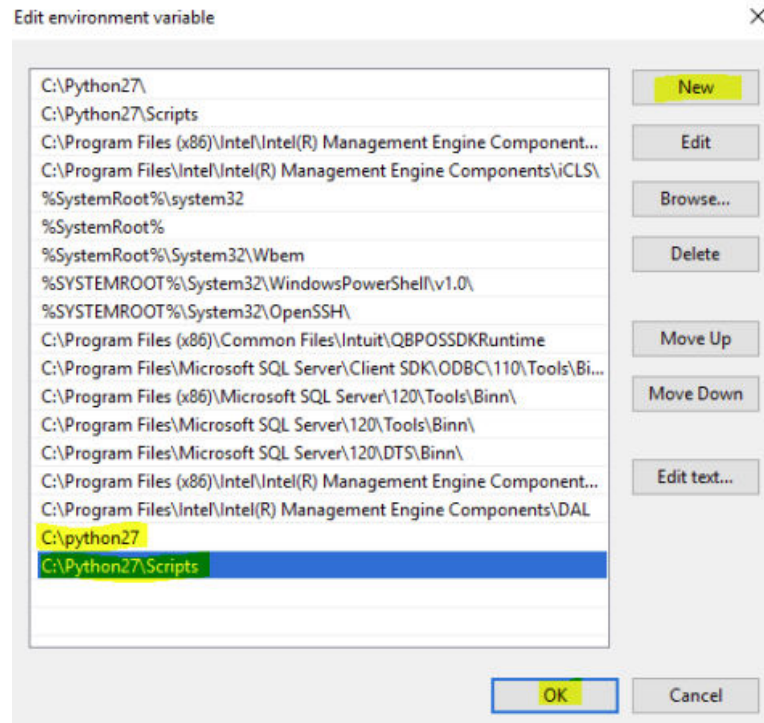 Edit environment variable
C:\Python27\
C:\Python27\Scripts
C:\Program Files (x86)\Intel\Intel(R) Management Engine Component...
C:\Program Files\Intel\Intel(R) Management Engine Components\iCLS\
%SystemRoot%\system32
%SystemRoot%
%SystemRoot%\System32\Wbem
%SYSTEMROOT%\System32\WindowsPowerShell\v1.0\
%SYSTEMROOT%\System32\OpenSSH\
C:\Program Files (x86)\Common Files\Intuit\QBPOSSDKRuntime
C:\Program Files\Microsoft SQL Server\Client SDK\ODBC\110\Tools\Bi...
C:\Program Files (x86)\Microsoft SQL Server\120\Tools\Binn\
C:\Program Files\Microsoft SQL Server\120\Tools\Binn\
C:\Program Files\Microsoft SQL Server\120\DTS\Binn\
C:\Program Files (x86)\Intel\Intel(R) Management Engine Component...
C:\Program Files\Intel\Intel(R) Management Engine Components\DAL
C:\python27
C:\Python27\Scripts
New
Edit
Browse...
Delete
Move Up
Move Down
Edit text...
OK
Cancel